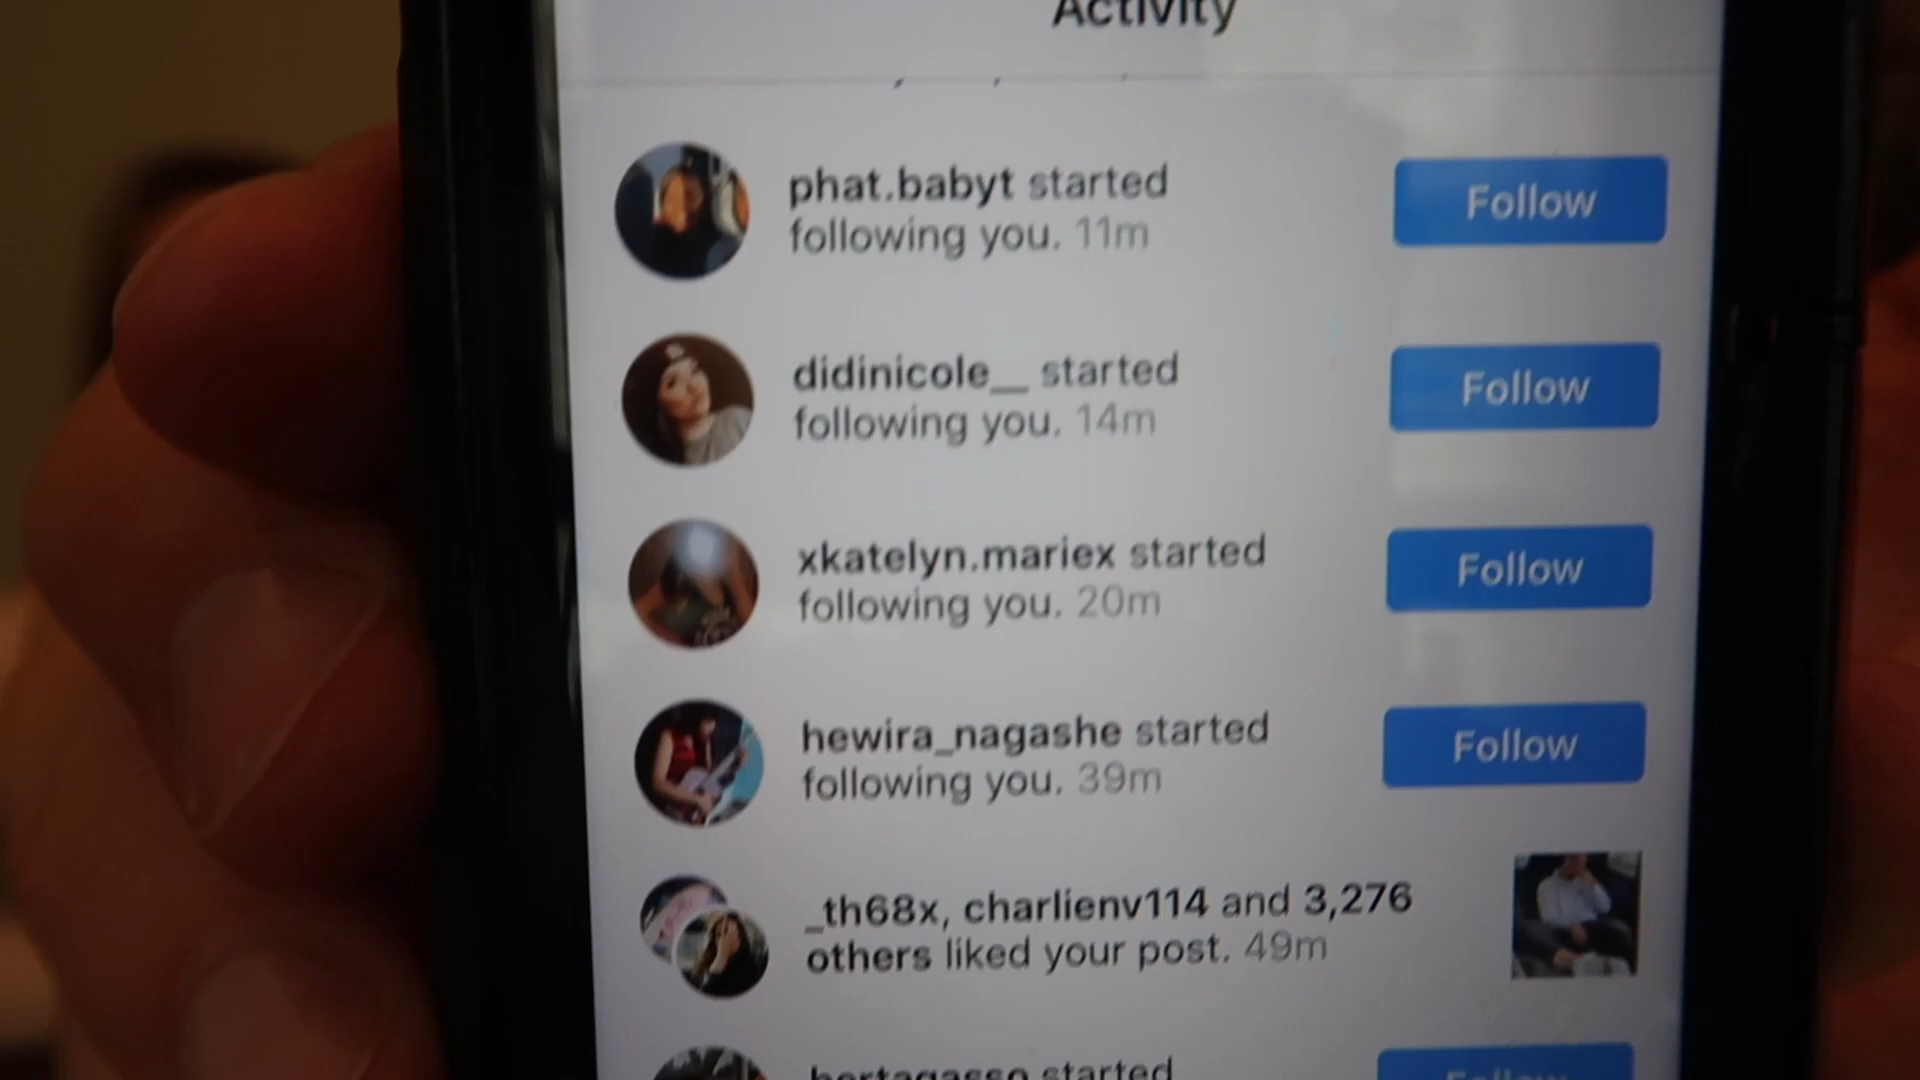 Activity
phat.babyt started
following you. 11m
Follow
didinicole__ started
following you. 14m
Follow
xkatelyn.mariex started
following you. 20m
Follow
hewira_nagashe started
following you. 39m
Follow
_th68x, charlienv114 and 3,276
others liked your post. 49m
started
Follow